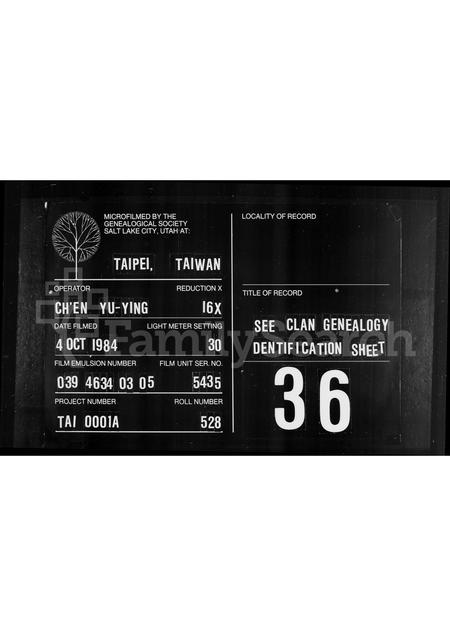 MICROFILMED BY THE
GENEALOGICAL SOCIETY
SALT LAKE CITY, UTAH AT:
TAIPEI, TAIWAN
OPERATOR REDUCTION X
CH'EN YU-YING 16X
DATE FILMED LIGHT METER SETTING
4 OCT 1984 30
FILM EMULSION NUMBER FILM UNIT SER. NO.
039 4634 03 05 5435
PROJECT NUMBER ROLL NUMBER
TAI 0001A 528
LOCALITY OF RECORD
TITLE OF RECORD
SEE CLAN GENEALOGY
DENTIFICATION SHEET
36
FamilySearch